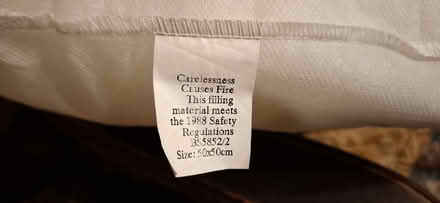 Carelessness
Causes Fire
This filling
material meets
the 1988 Safety
Regulations
BS5852/2
Size: 50x50cm